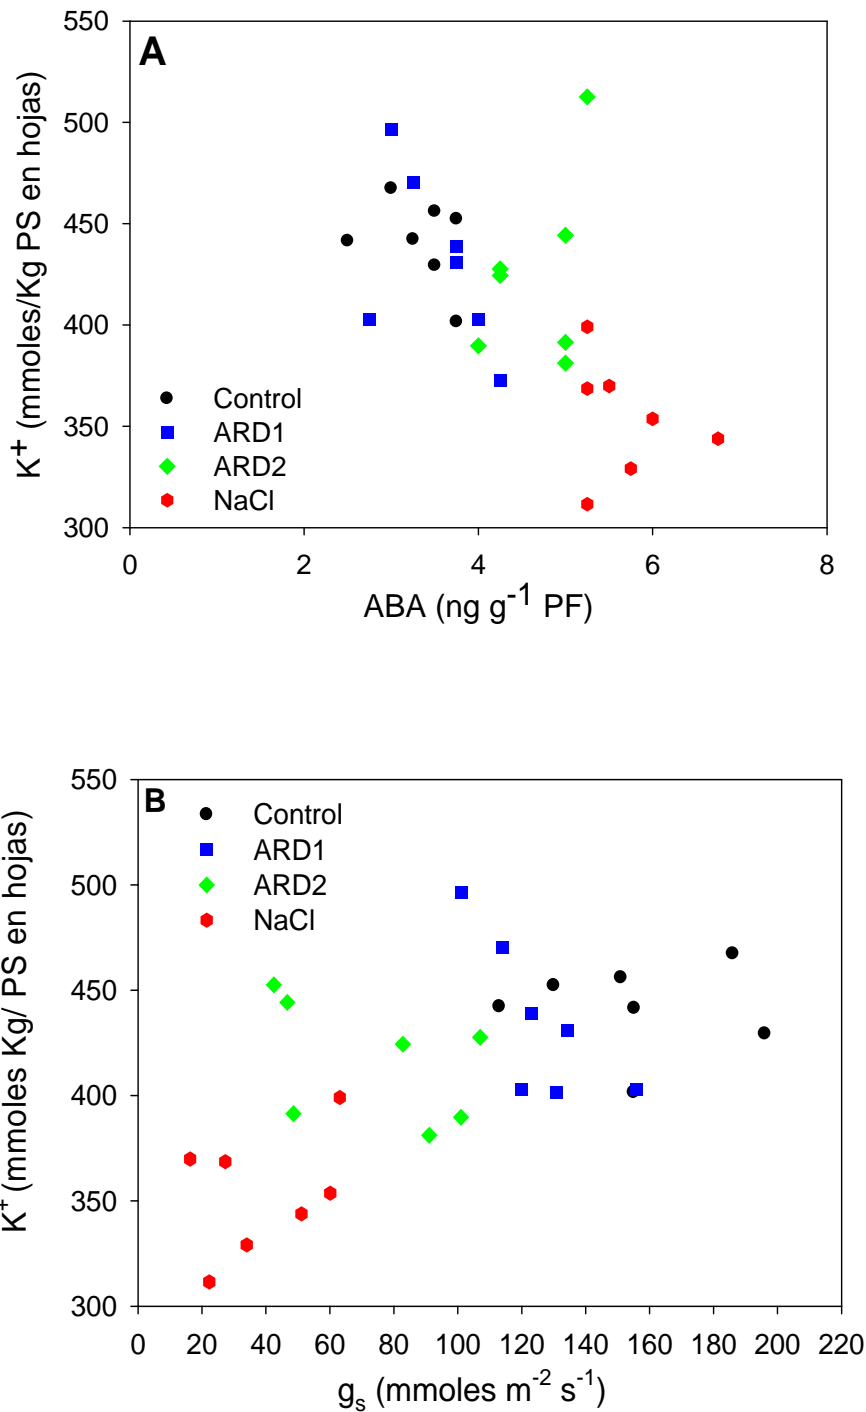 A
550
500
450
400
350
300
K+ (mmoles/Kg PS en hojas)
Control
ARD1
ARD2
NaCl
0 2 4 6 8
ABA (ng g-1 PF)
B
550
500
450
400
350
300
K+ (mmoles Kg/ PS en hojas)
Control
ARD1
ARD2
NaCl
0 20 40 60 80 100 120 140 160 180 200 220
gs (mmoles m-2 s-1)